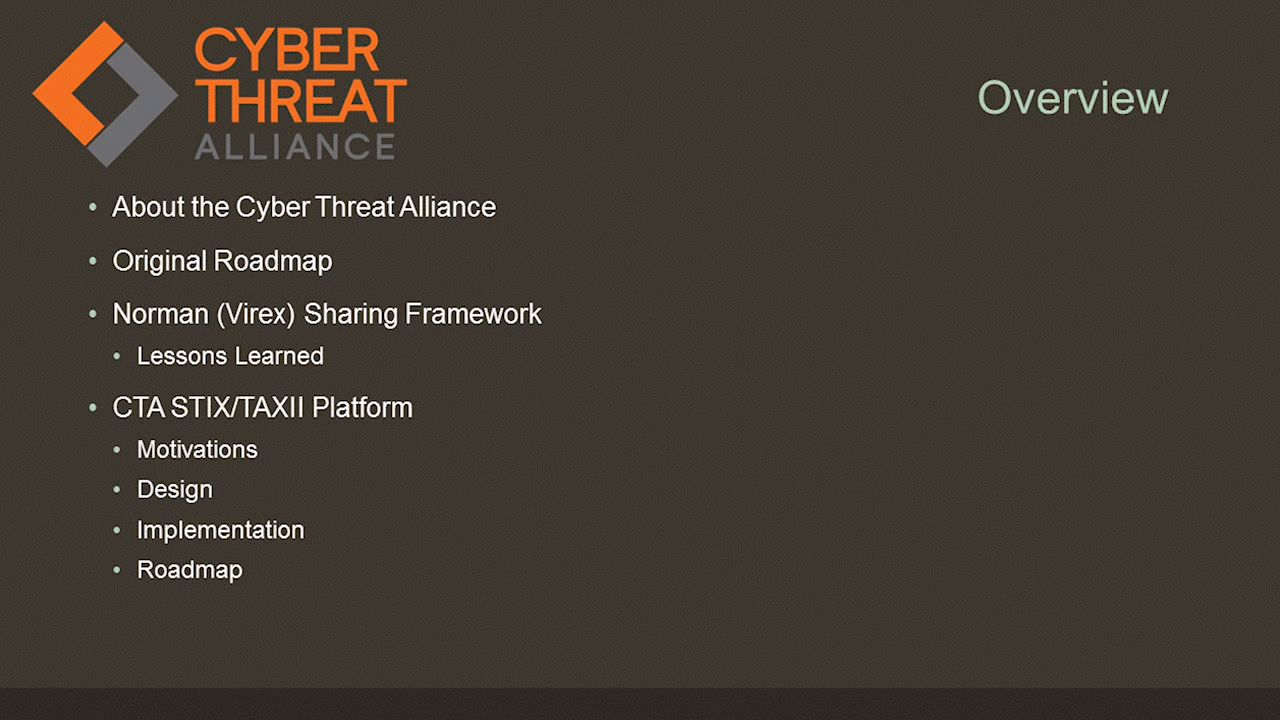 CYBER
THREAT
ALLIANCE
Overview
• About the Cyber Threat Alliance
• Original Roadmap
• Norman (Virex) Sharing Framework
• Lessons Learned
• CTA STIX/TAXII Platform
• Motivations
• Design
• Implementation
• Roadmap